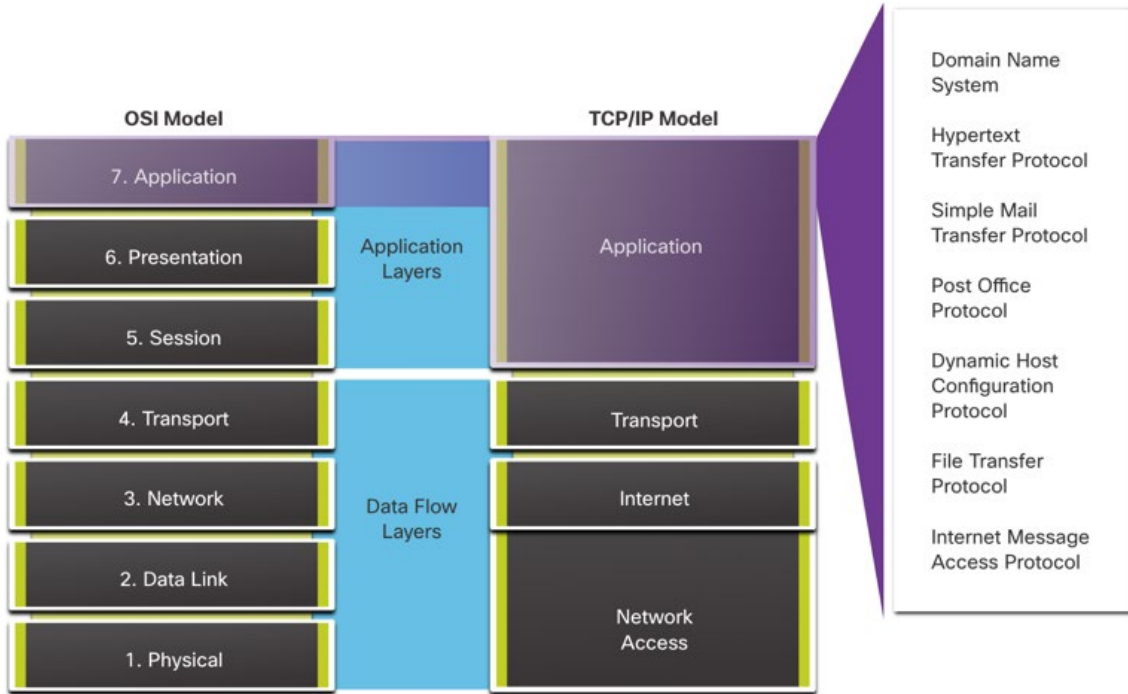 OSI Model
7. Application
6. Presentation
5. Session
4. Transport
3. Network
2. Data Link
1. Physical
Application
Layers
Data Flow
Layers
TCP/IP Model
Application
Transport
Internet
Network
Access
Domain Name
System
Hypertext
Transfer Protocol
Simple Mail
Transfer Protocol
Post Office
Protocol
Dynamic Host
Configuration
Protocol
File Transfer
Protocol
Internet Message
Access Protocol